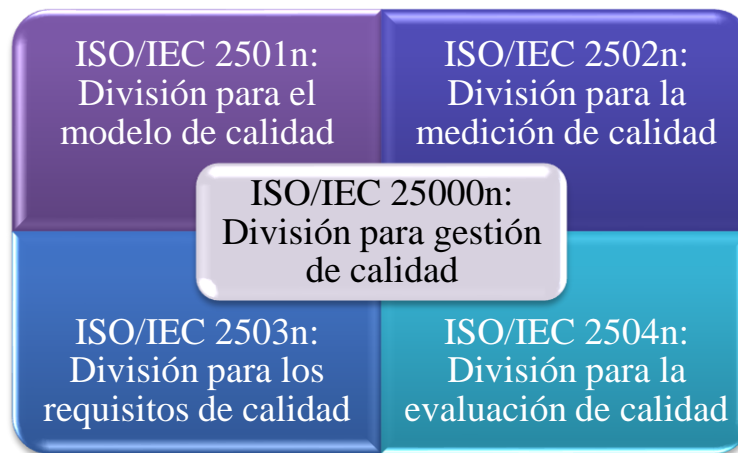 ISO/IEC 2501n:
División para el
modelo de calidad
ISO/IEC 2502n:
División para la
medición de calidad
ISO/IEC 25000n:
División para gestión
de calidad
ISO/IEC 2503n:
División para los
requisitos de calidad
ISO/IEC 2504n:
División para la
evaluación de calidad